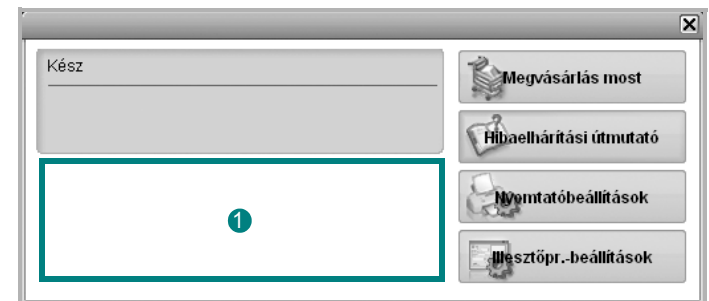 Kész
Megvásárlás most
Hibaelhárítási útmutató
Nyomtatóbeállítások
Illesztőpr.-beállítások
1